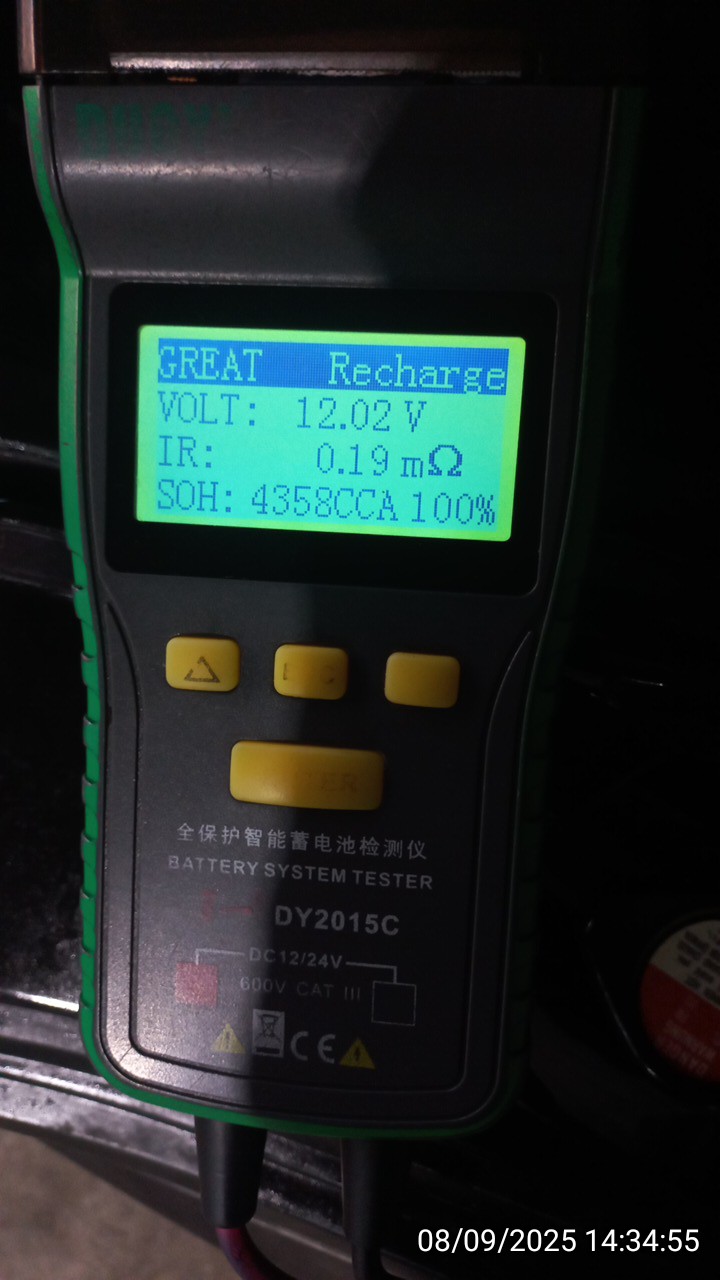 GREAT Recharge
VOLT: 12.02 V
IR: 0.19 mΩ
SOH: 4358CCA 100%
全保护智能蓄电池检测仪
BATTERY SYSTEM TESTER
DY2015C
DC12/24V
600V CAT III
CE
08/09/2025 14:34:55